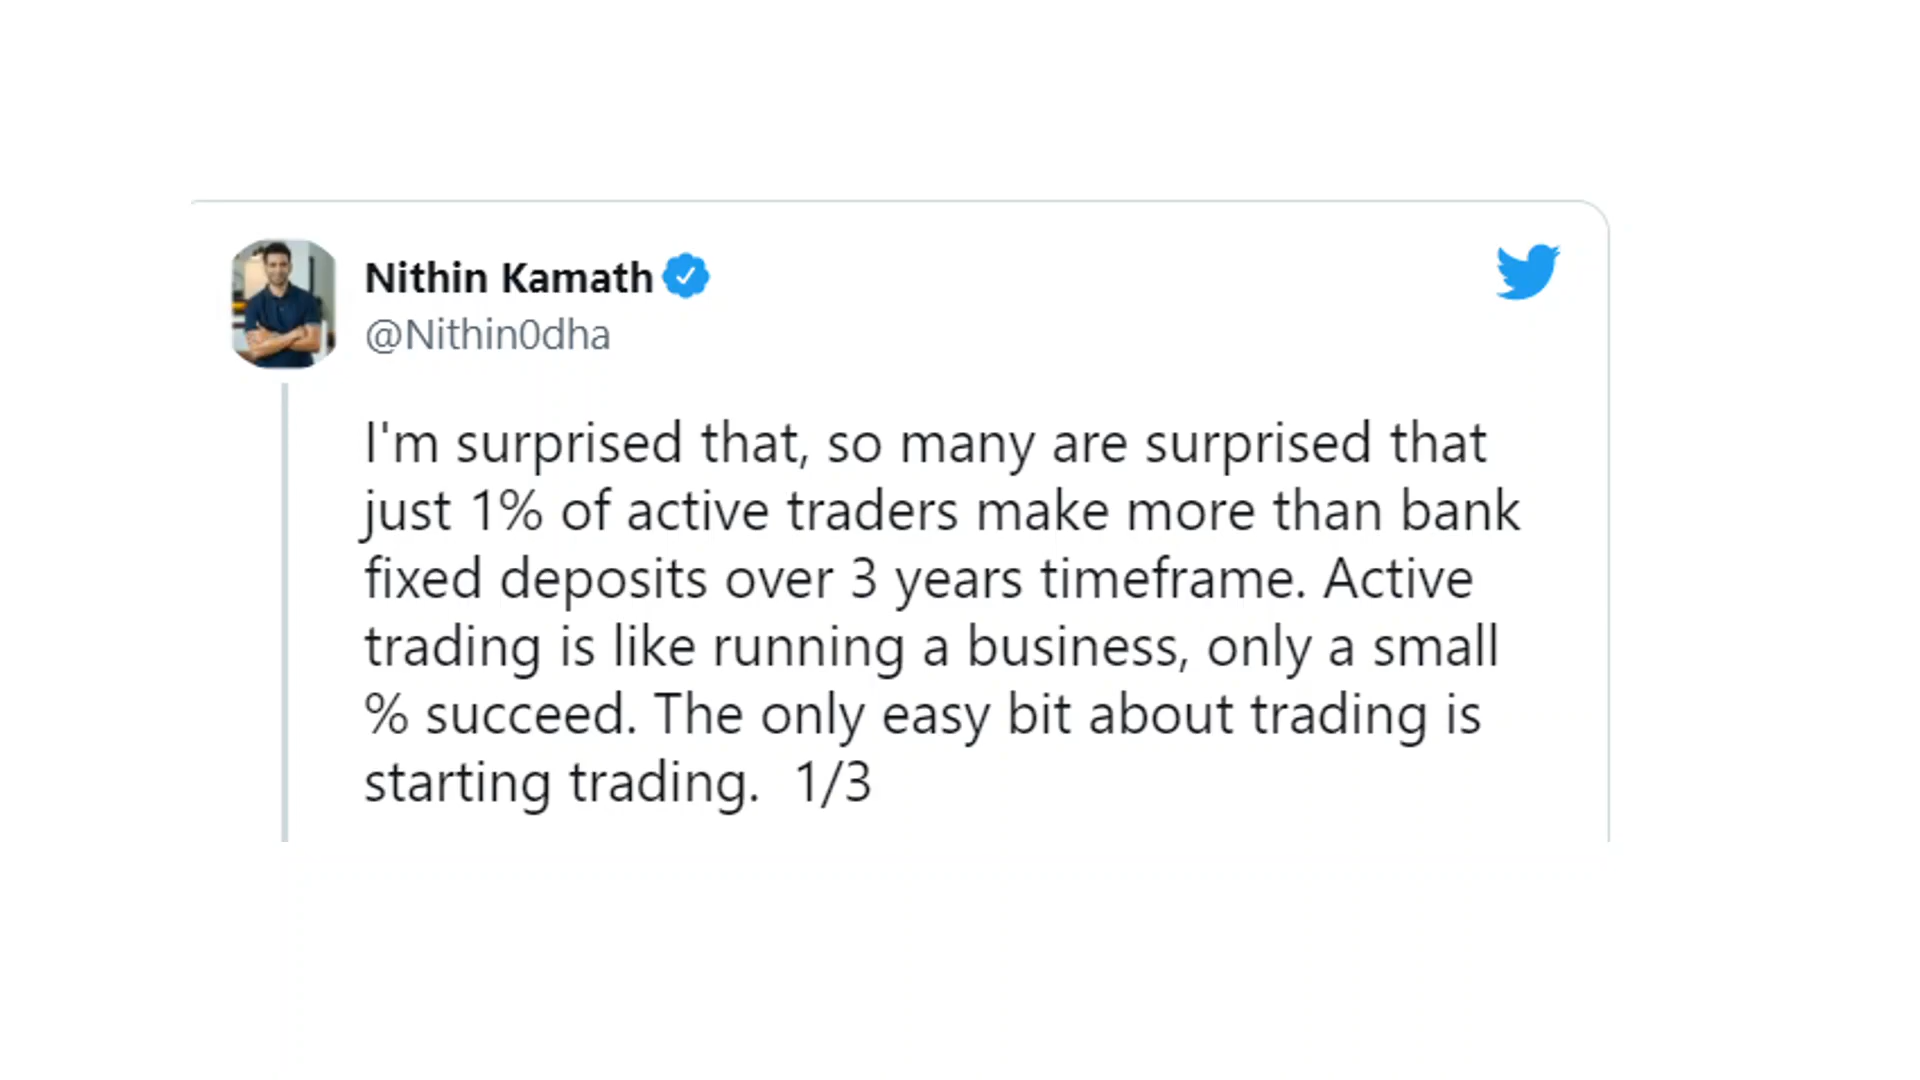 Nithin Kamath
@Nithin0dha
I'm surprised that, so many are surprised that
just 1% of active traders make more than bank
fixed deposits over 3 years timeframe. Active
trading is like running a business, only a small
% succeed. The only easy bit about trading is
starting trading.  1/3